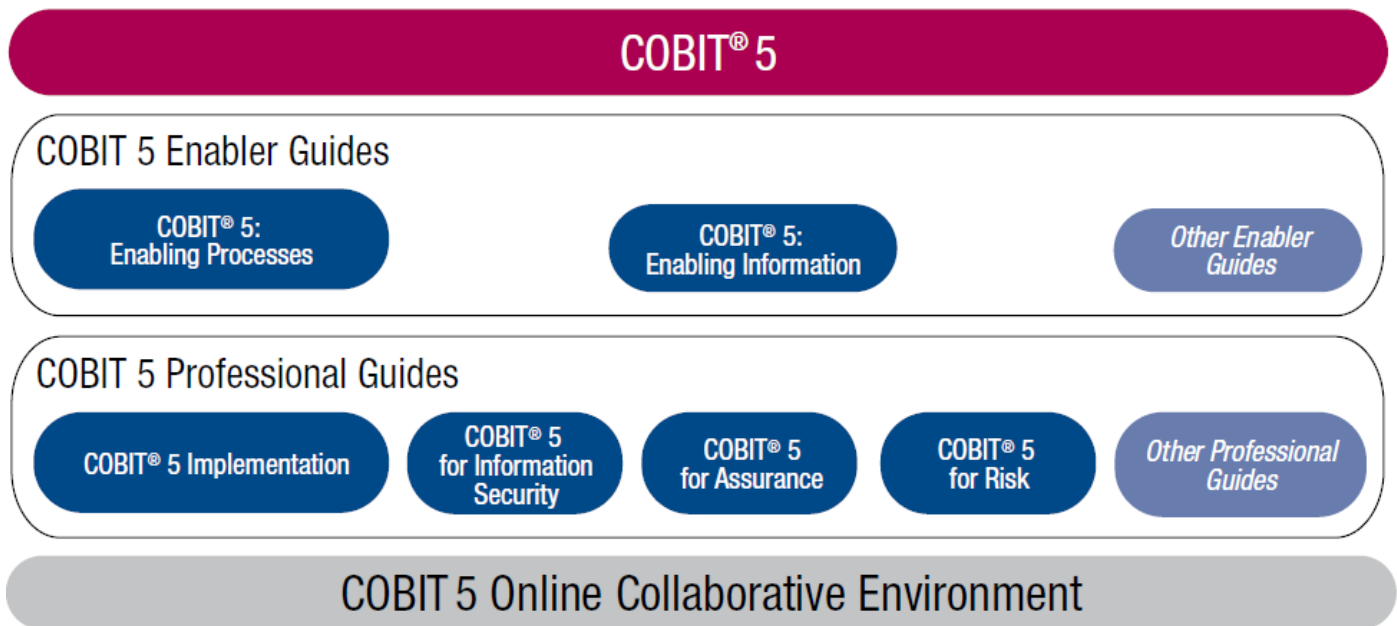 COBIT® 5
COBIT 5 Enabler Guides
COBIT® 5:
Enabling Processes
COBIT® 5:
Enabling Information
Other Enabler
Guides
COBIT 5 Professional Guides
COBIT® 5 Implementation
COBIT® 5
for Information
Security
COBIT® 5
for Assurance
COBIT® 5
for Risk
Other Professional
Guides
COBIT 5 Online Collaborative Environment